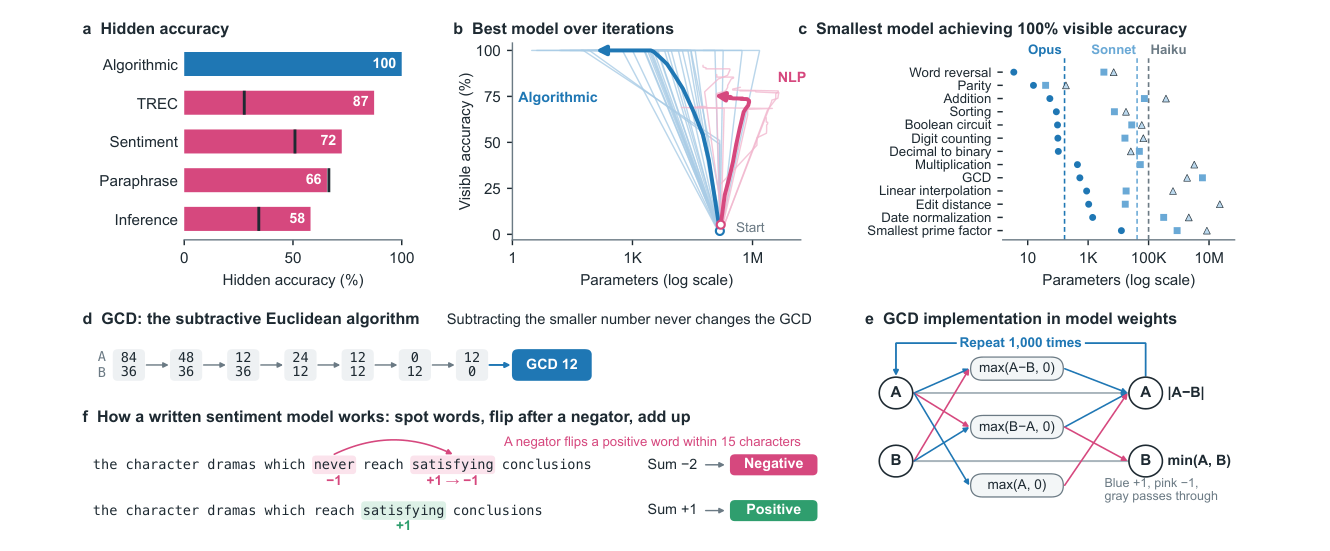 a Hidden accuracy
Algorithmic
100
TREC
87
Sentiment
72
Paraphrase
66
Inference
58
0
50
100
Hidden accuracy (%)
b Best model over iterations
Visible accuracy (%)
100
75
50
25
0
Algorithmic
NLP
Start
1
1K
1M
Parameters (log scale)
c Smallest model achieving 100% visible accuracy
Opus
Sonnet
Haiku
Word reversal
Parity
Addition
Sorting
Boolean circuit
Digit counting
Decimal to binary
Multiplication
GCD
Linear interpolation
Edit distance
Date normalization
Smallest prime factor
10
1K
100K
10M
Parameters (log scale)
d GCD: the subtractive Euclidean algorithm
Subtracting the smaller number never changes the GCD
A 84 48 12 24 12 0 12
B 36 36 36 12 12 12 0
GCD 12
e GCD implementation in model weights
Repeat 1,000 times
max(A−B, 0)
A
A
|A−B|
max(B−A, 0)
B
B
min(A, B)
max(A, 0)
Blue +1, pink −1,
gray passes through
f How a written sentiment model works: spot words, flip after a negator, add up
A negator flips a positive word within 15 characters
the character dramas which never reach satisfying conclusions
−1
+1 → −1
Sum −2
Negative
the character dramas which reach satisfying conclusions
+1
Sum +1
Positive